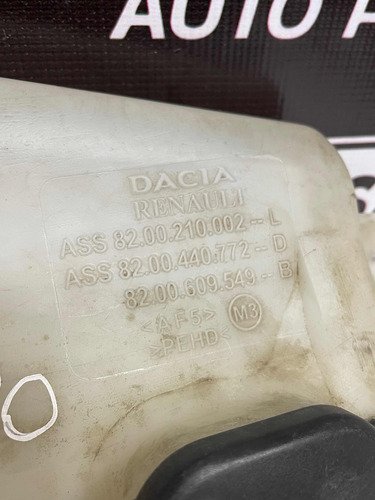 AUTO A
DACIA
RENAULT
ASS 82.00.210.002--L
ASS 82.00.440.772--D
82.00.609.549--B
<AF5> M3
>PEHD<